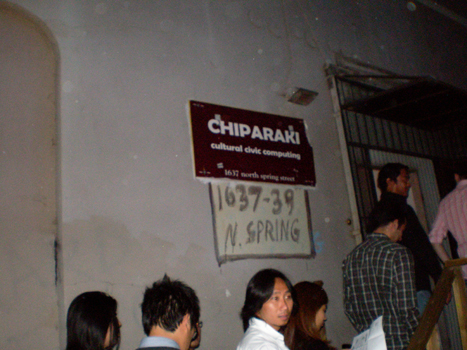 CHIPARAKI
cultural civic computing
1637 north spring street
1637-39
N. SPRING